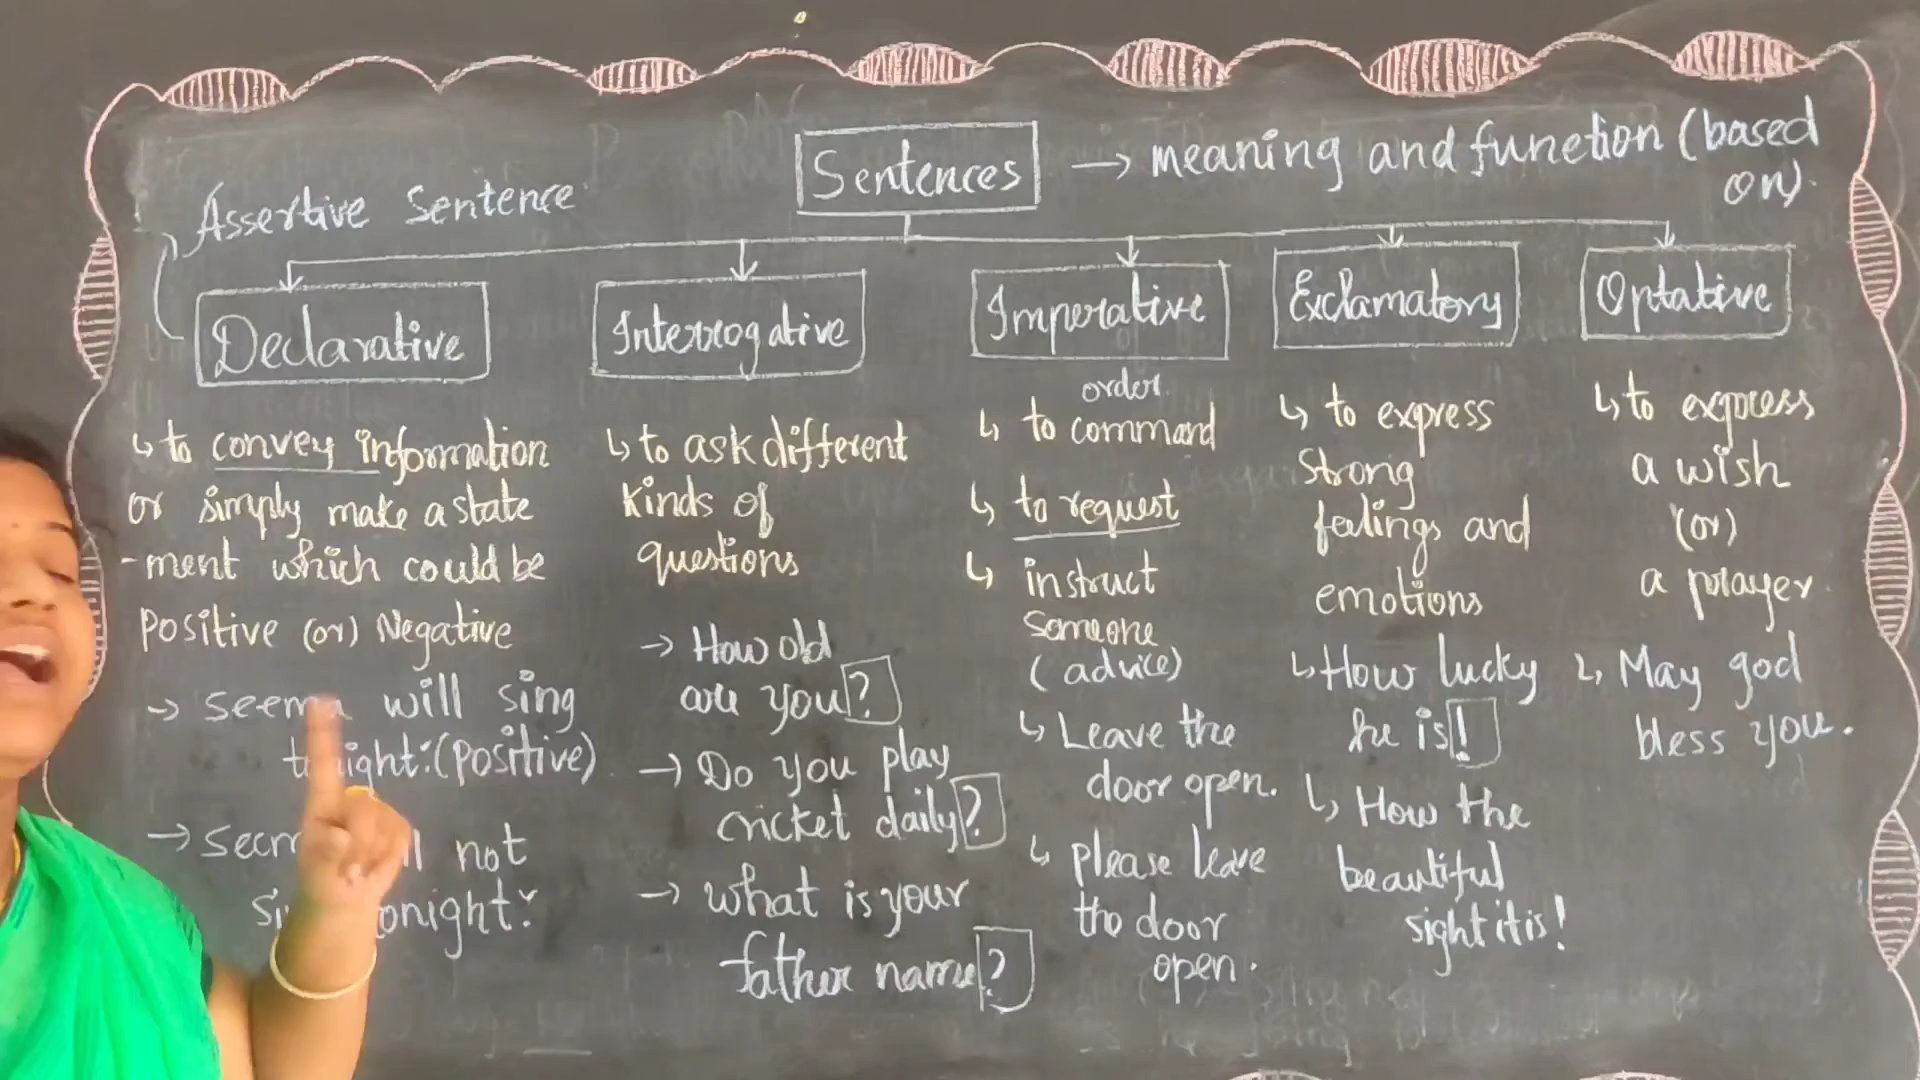 Sentences → meaning and function (based
on).
Assertive Sentence
Declarative
↳ to convey information
or simply make a state
-ment which could be
positive (or) Negative
→ seema will sing
tonight. (positive)
→ not
tonight.
Interrogative
↳ to ask different
kinds of
questions
→ How old
are you?
→ Do you play
cricket daily?
→ what is your
father name?
Imperative
order.
↳ to command
↳ to request
↳ instruct
someone
(advice)
↳ Leave the
door open.
↳ please leave
the door
open.
Exclamatory
↳ to express
strong
feelings and
emotions
↳ How lucky
he is!
↳ How the
beautiful
sight it is!
Optative
↳ to express
a wish
(or)
a prayer.
↳ May god
bless you.